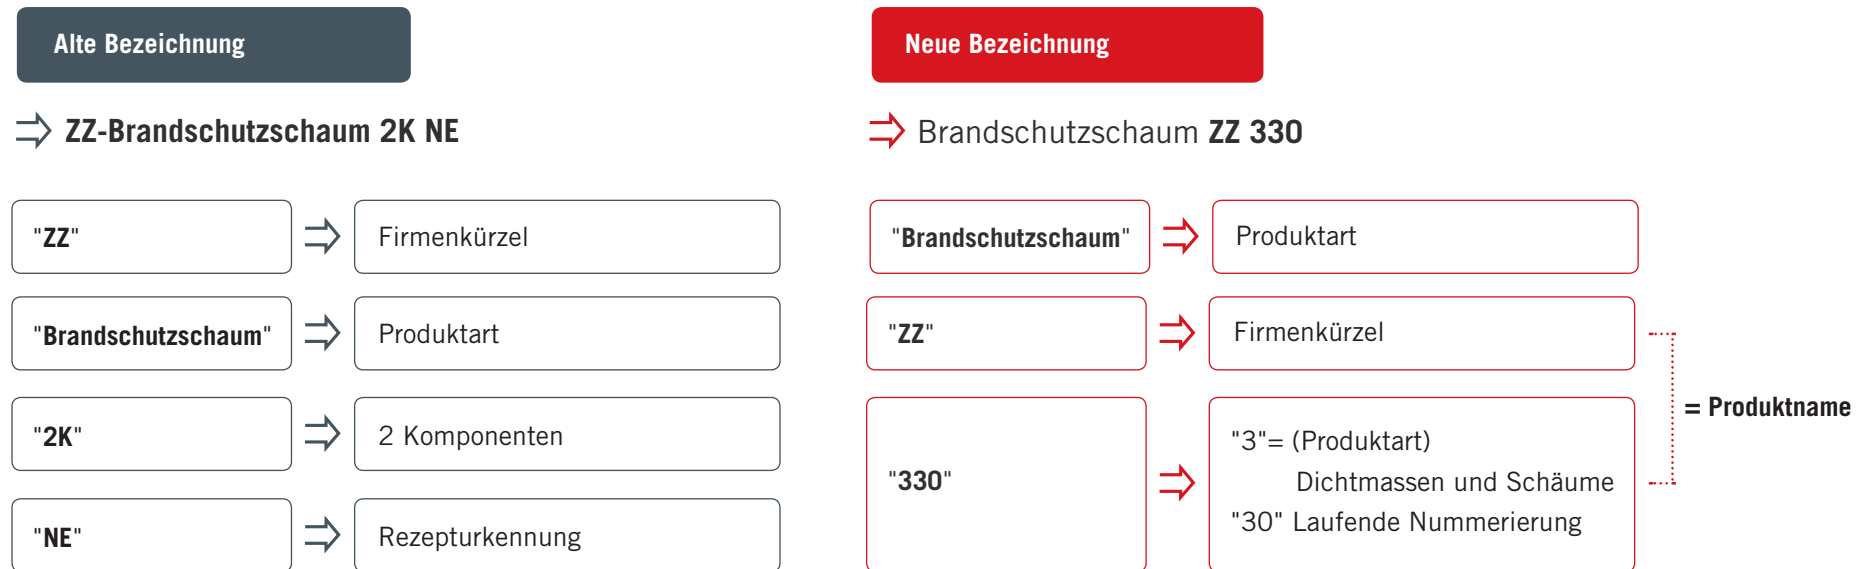 Alte Bezeichnung
ZZ-Brandschutzschaum 2K NE
"ZZ"
Firmenkürzel
"Brandschutzschaum"
Produktart
"2K"
2 Komponenten
"NE"
Rezepturkennung
Neue Bezeichnung
Brandschutzschaum ZZ 330
"Brandschutzschaum"
Produktart
"ZZ"
Firmenkürzel
"330"
"3"= (Produktart)
Dichtmassen und Schäume
"30" Laufende Nummerierung
= Produktname